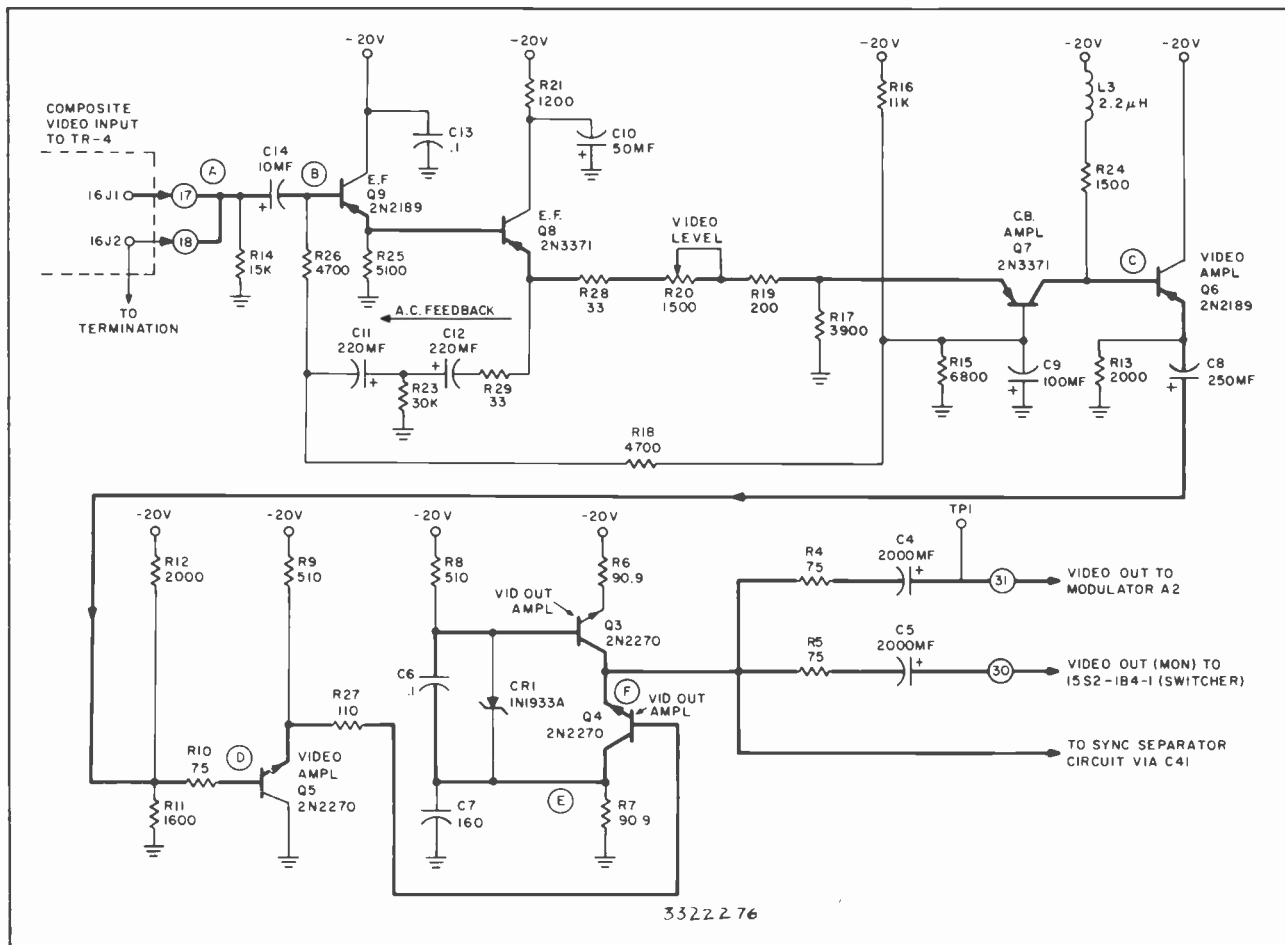 -20V
-20V
-20V
-20V
-20V
COMPOSITE
VIDEO INPUT
TO TR-4
16J1
17
A
16J2
18
TO
TERMINATION
R14
15K
C14
10MF
+
B
E.F
Q9
2N2189
C13
.1
R26
4700
R25
5100
R21
1200
C10
50MF
+
E.F.
Q8
2N3371
A.C. FEEDBACK
C11
220MF
+
C12
220MF
+
R23
30K
R29
33
R28
33
VIDEO
LEVEL
R20
1500
R19
200
R17
3900
R16
11K
C.B.
AMPL
Q7
2N3371
R15
6800
C9
100MF
+
R18
4700
L3
2.2µH
R24
1500
C
VIDEO
AMPL
Q6
2N2189
R13
2000
C8
250MF
+
-20V
-20V
-20V
-20V
R12
2000
R9
510
R10
75
D
R11
1600
VIDEO
AMPL
Q5
2N2270
R27
110
R8
510
C6
.1
CR1
1N1933A
C7
160
E
R6
90.9
VID OUT
AMPL
Q3
2N2270
F
VID OUT
AMPL
Q4
2N2270
R7
90.9
TP1
R4
75
C4
2000MF
+
31
VIDEO OUT TO
MODULATOR A2
R5
75
C5
2000MF
+
30
VIDEO OUT (MON) TO
15S2-1B4-1 (SWITCHER)
TO SYNC SEPARATOR
CIRCUIT VIA C41
3322276